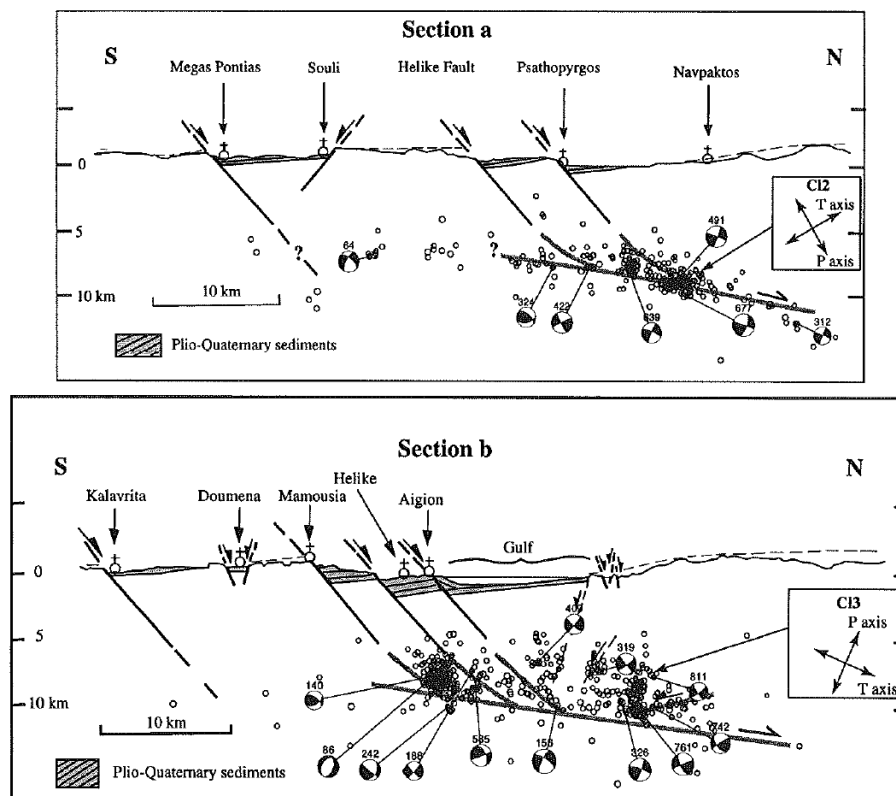 Section a
S
N
Megas Pontias
Souli
Helike Fault
Psathopyrgos
Navpaktos
0
5
10 km
10 km
?
?
64
491
324
422
639
677
312
Cl2
T axis
P axis
Plio-Quaternary sediments
Section b
S
N
Kalavrita
Doumena
Mamousia
Helike
Aigion
Gulf
0
5
10 km
10 km
403
319
811
140
86
242
188
585
156
326
761
742
Cl3
P axis
T axis
Plio-Quaternary sediments